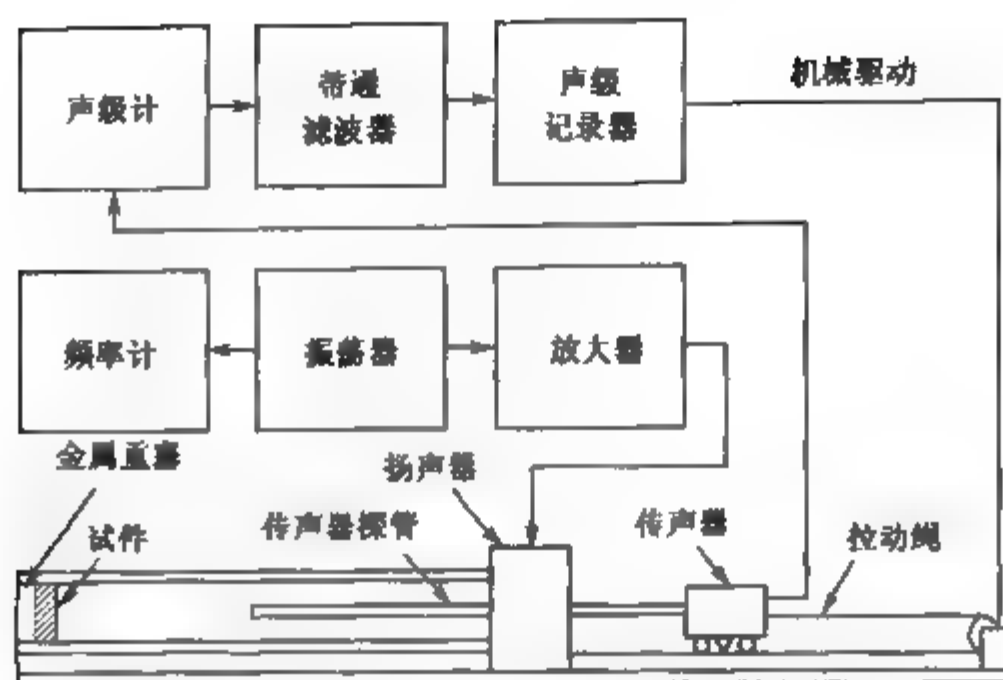 声级计
带通
滤波器
声级
记录器
机械驱动
频率计
振荡器
放大器
金属重塞
扬声器
传声器探管
试件
传声器
拉动绳